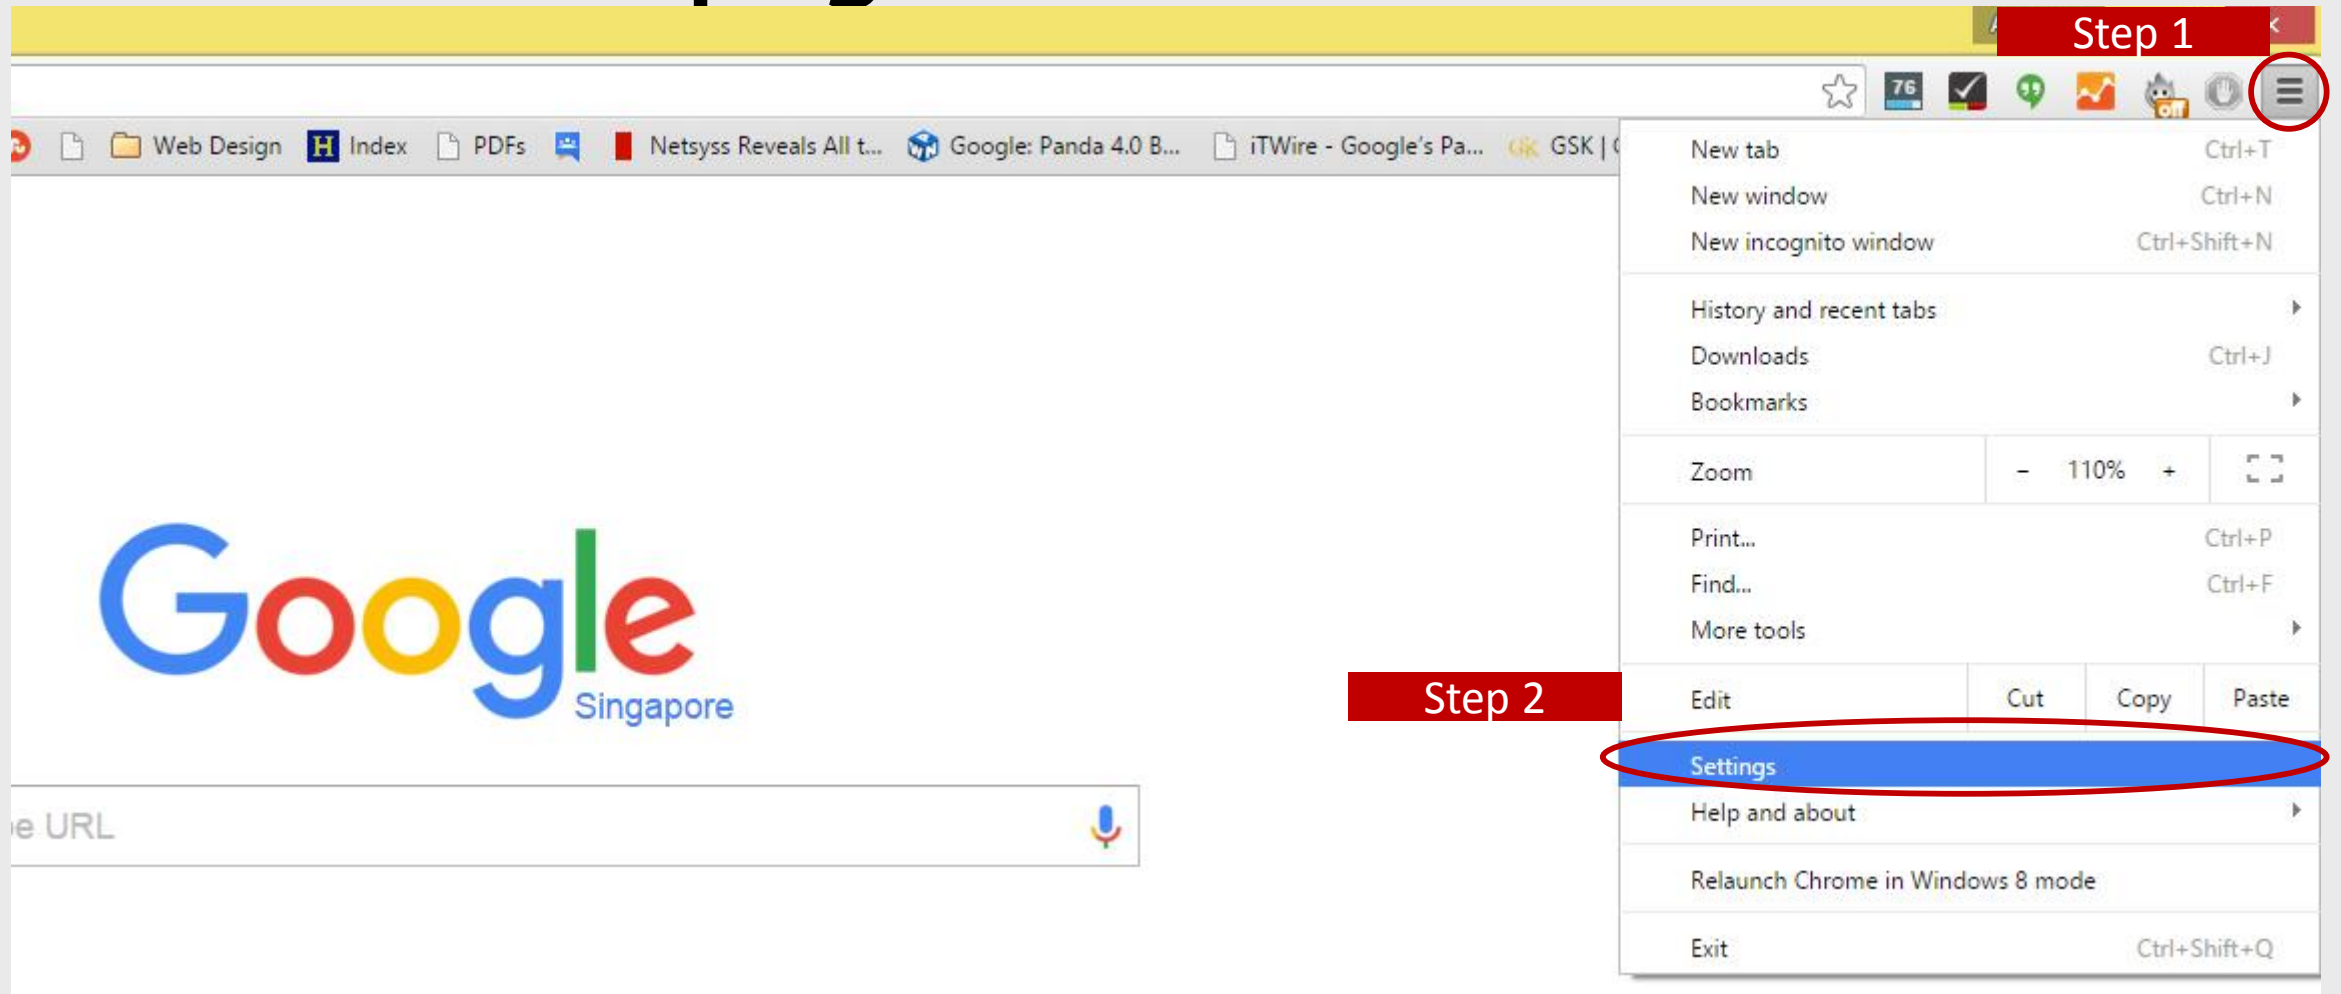 Step 1
76
off
Web Design H Index PDFs Netsyss Reveals All t... Google: Panda 4.0 B... iTWire - Google's Pa... GSK |
New tab Ctrl+T
New window Ctrl+N
New incognito window Ctrl+Shift+N
History and recent tabs
Downloads Ctrl+J
Bookmarks
Zoom - 110% +
Print... Ctrl+P
Find... Ctrl+F
More tools
Google
Singapore
Step 2
Edit Cut Copy Paste
Settings
e URL
Help and about
Relaunch Chrome in Windows 8 mode
Exit Ctrl+Shift+Q